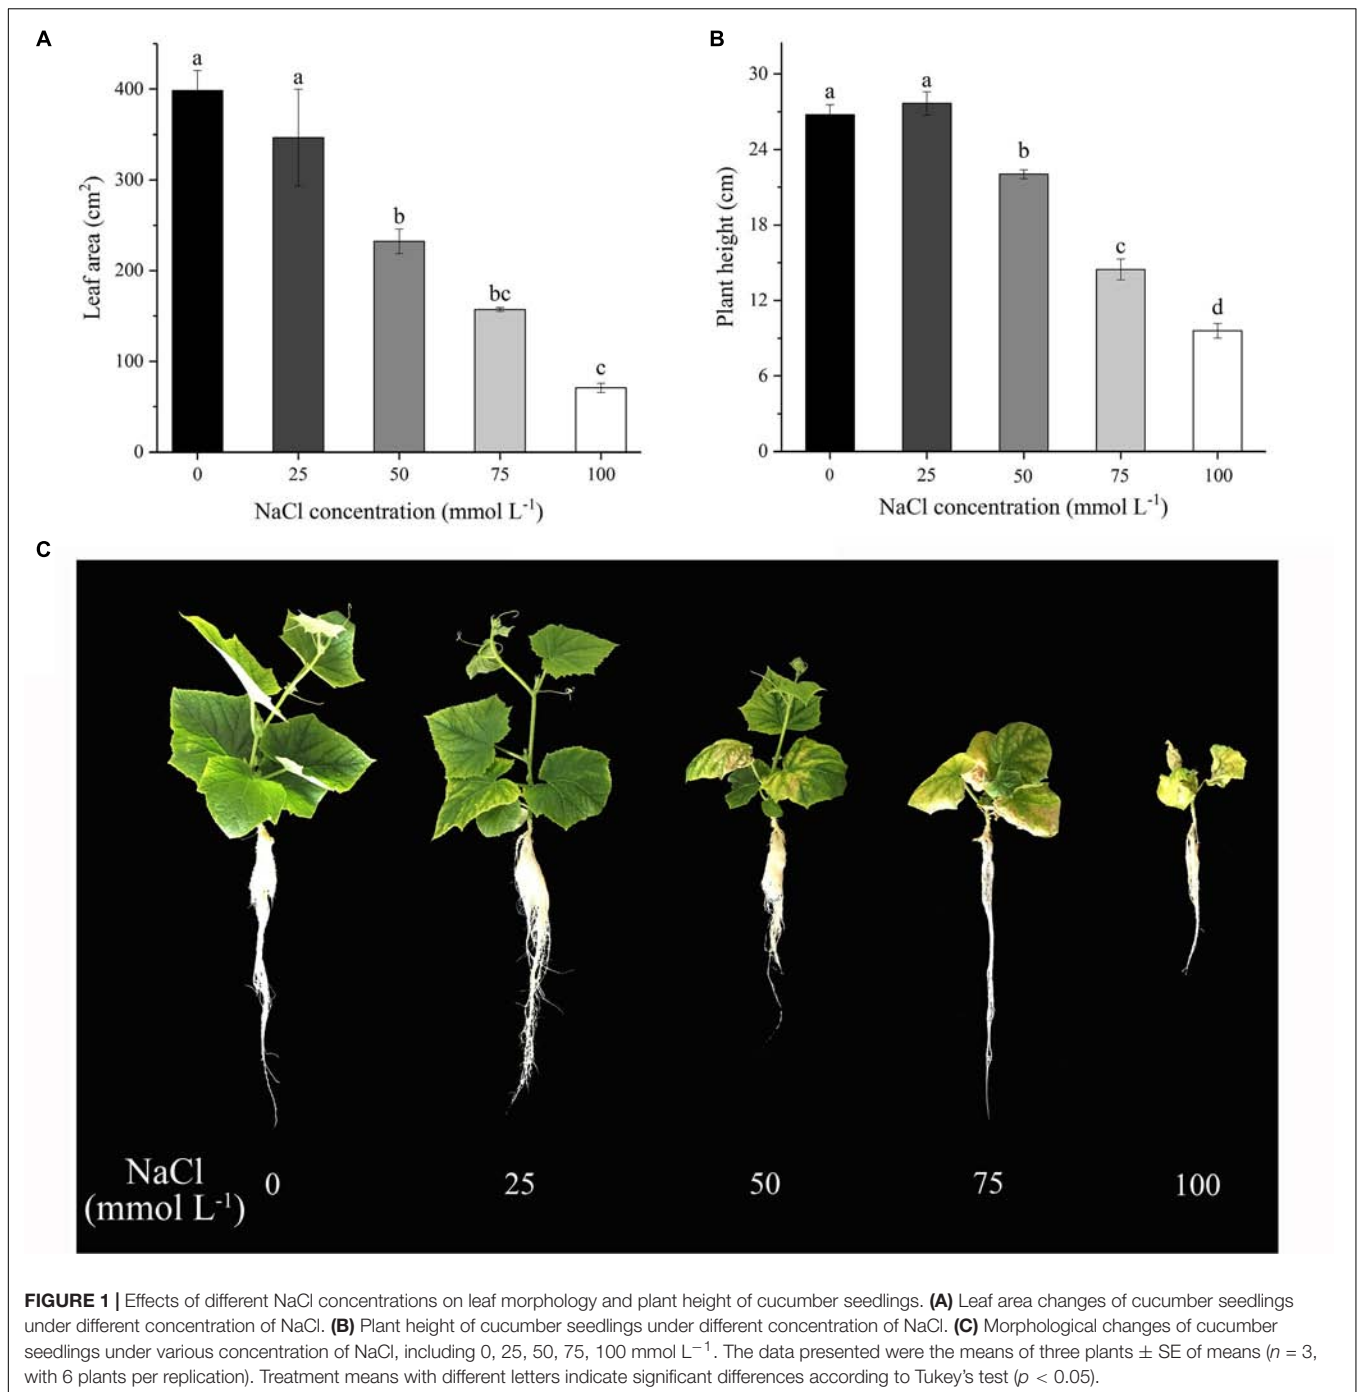 A
a
a
b
bc
c
400
300
200
100
0
Leaf area (cm²)
0 25 50 75 100
NaCl concentration (mmol L⁻¹)
B
a
a
b
c
d
30
24
18
12
6
0
Plant height (cm)
0 25 50 75 100
NaCl concentration (mmol L⁻¹)
C
NaCl
(mmol L⁻¹)
0 25 50 75 100
FIGURE 1 | Effects of different NaCl concentrations on leaf morphology and plant height of cucumber seedlings. (A) Leaf area changes of cucumber seedlings
under different concentration of NaCl. (B) Plant height of cucumber seedlings under different concentration of NaCl. (C) Morphological changes of cucumber
seedlings under various concentration of NaCl, including 0, 25, 50, 75, 100 mmol L⁻¹. The data presented were the means of three plants ± SE of means (n = 3,
with 6 plants per replication). Treatment means with different letters indicate significant differences according to Tukey's test (p < 0.05).